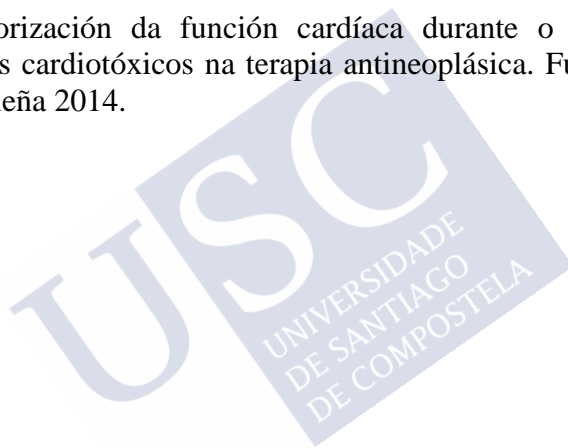 orización da función cardíaca durante o
s cardiotóxicos na terapia antineoplásica. Fu
eña 2014.
USC
UNIVERSIDADE
DE SANTIAGO
DE COMPOSTELA